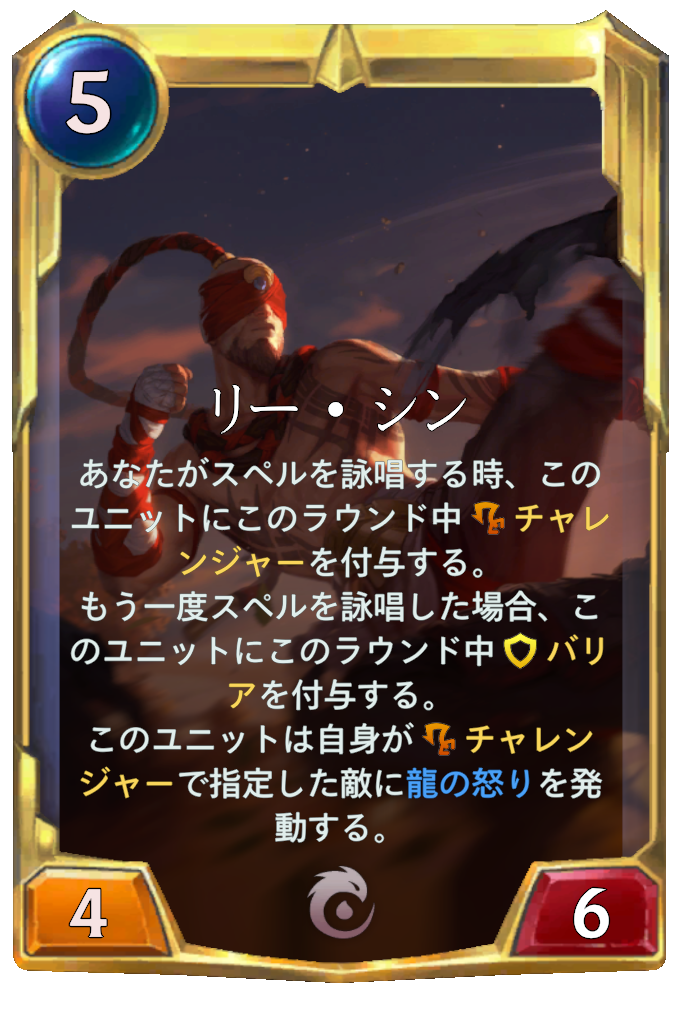 5
リー・シン
あなたがスペルを詠唱する時、この
ユニットにこのラウンド中 チャレ
ンジャーを付与する。
もう一度スペルを詠唱した場合、こ
のユニットにこのラウンド中 バリ
アを付与する。
このユニットは自身が チャレン
ジャーで指定した敵に龍の怒りを発
動する。
4
6